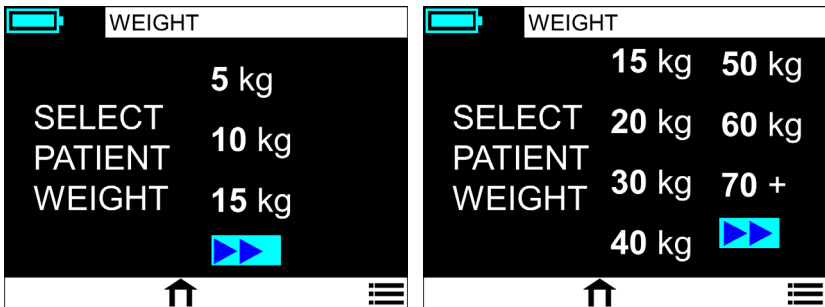 WEIGHT
SELECT
PATIENT
WEIGHT
5 kg
10 kg
15 kg
WEIGHT
SELECT
PATIENT
WEIGHT
15 kg
20 kg
30 kg
40 kg
50 kg
60 kg
70 +